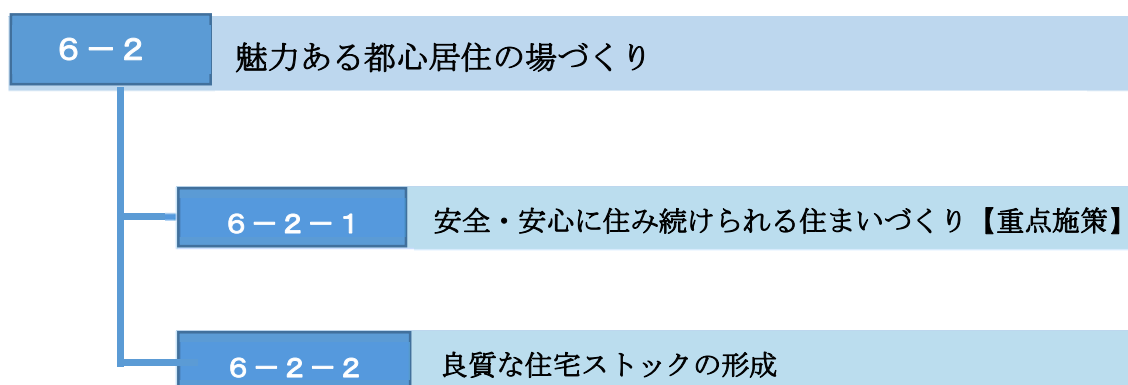 ６－２ 魅力ある都心居住の場づくり
６－２－１ 安全・安心に住み続けられる住まいづくり【重点施策】
６－２－２ 良質な住宅ストックの形成